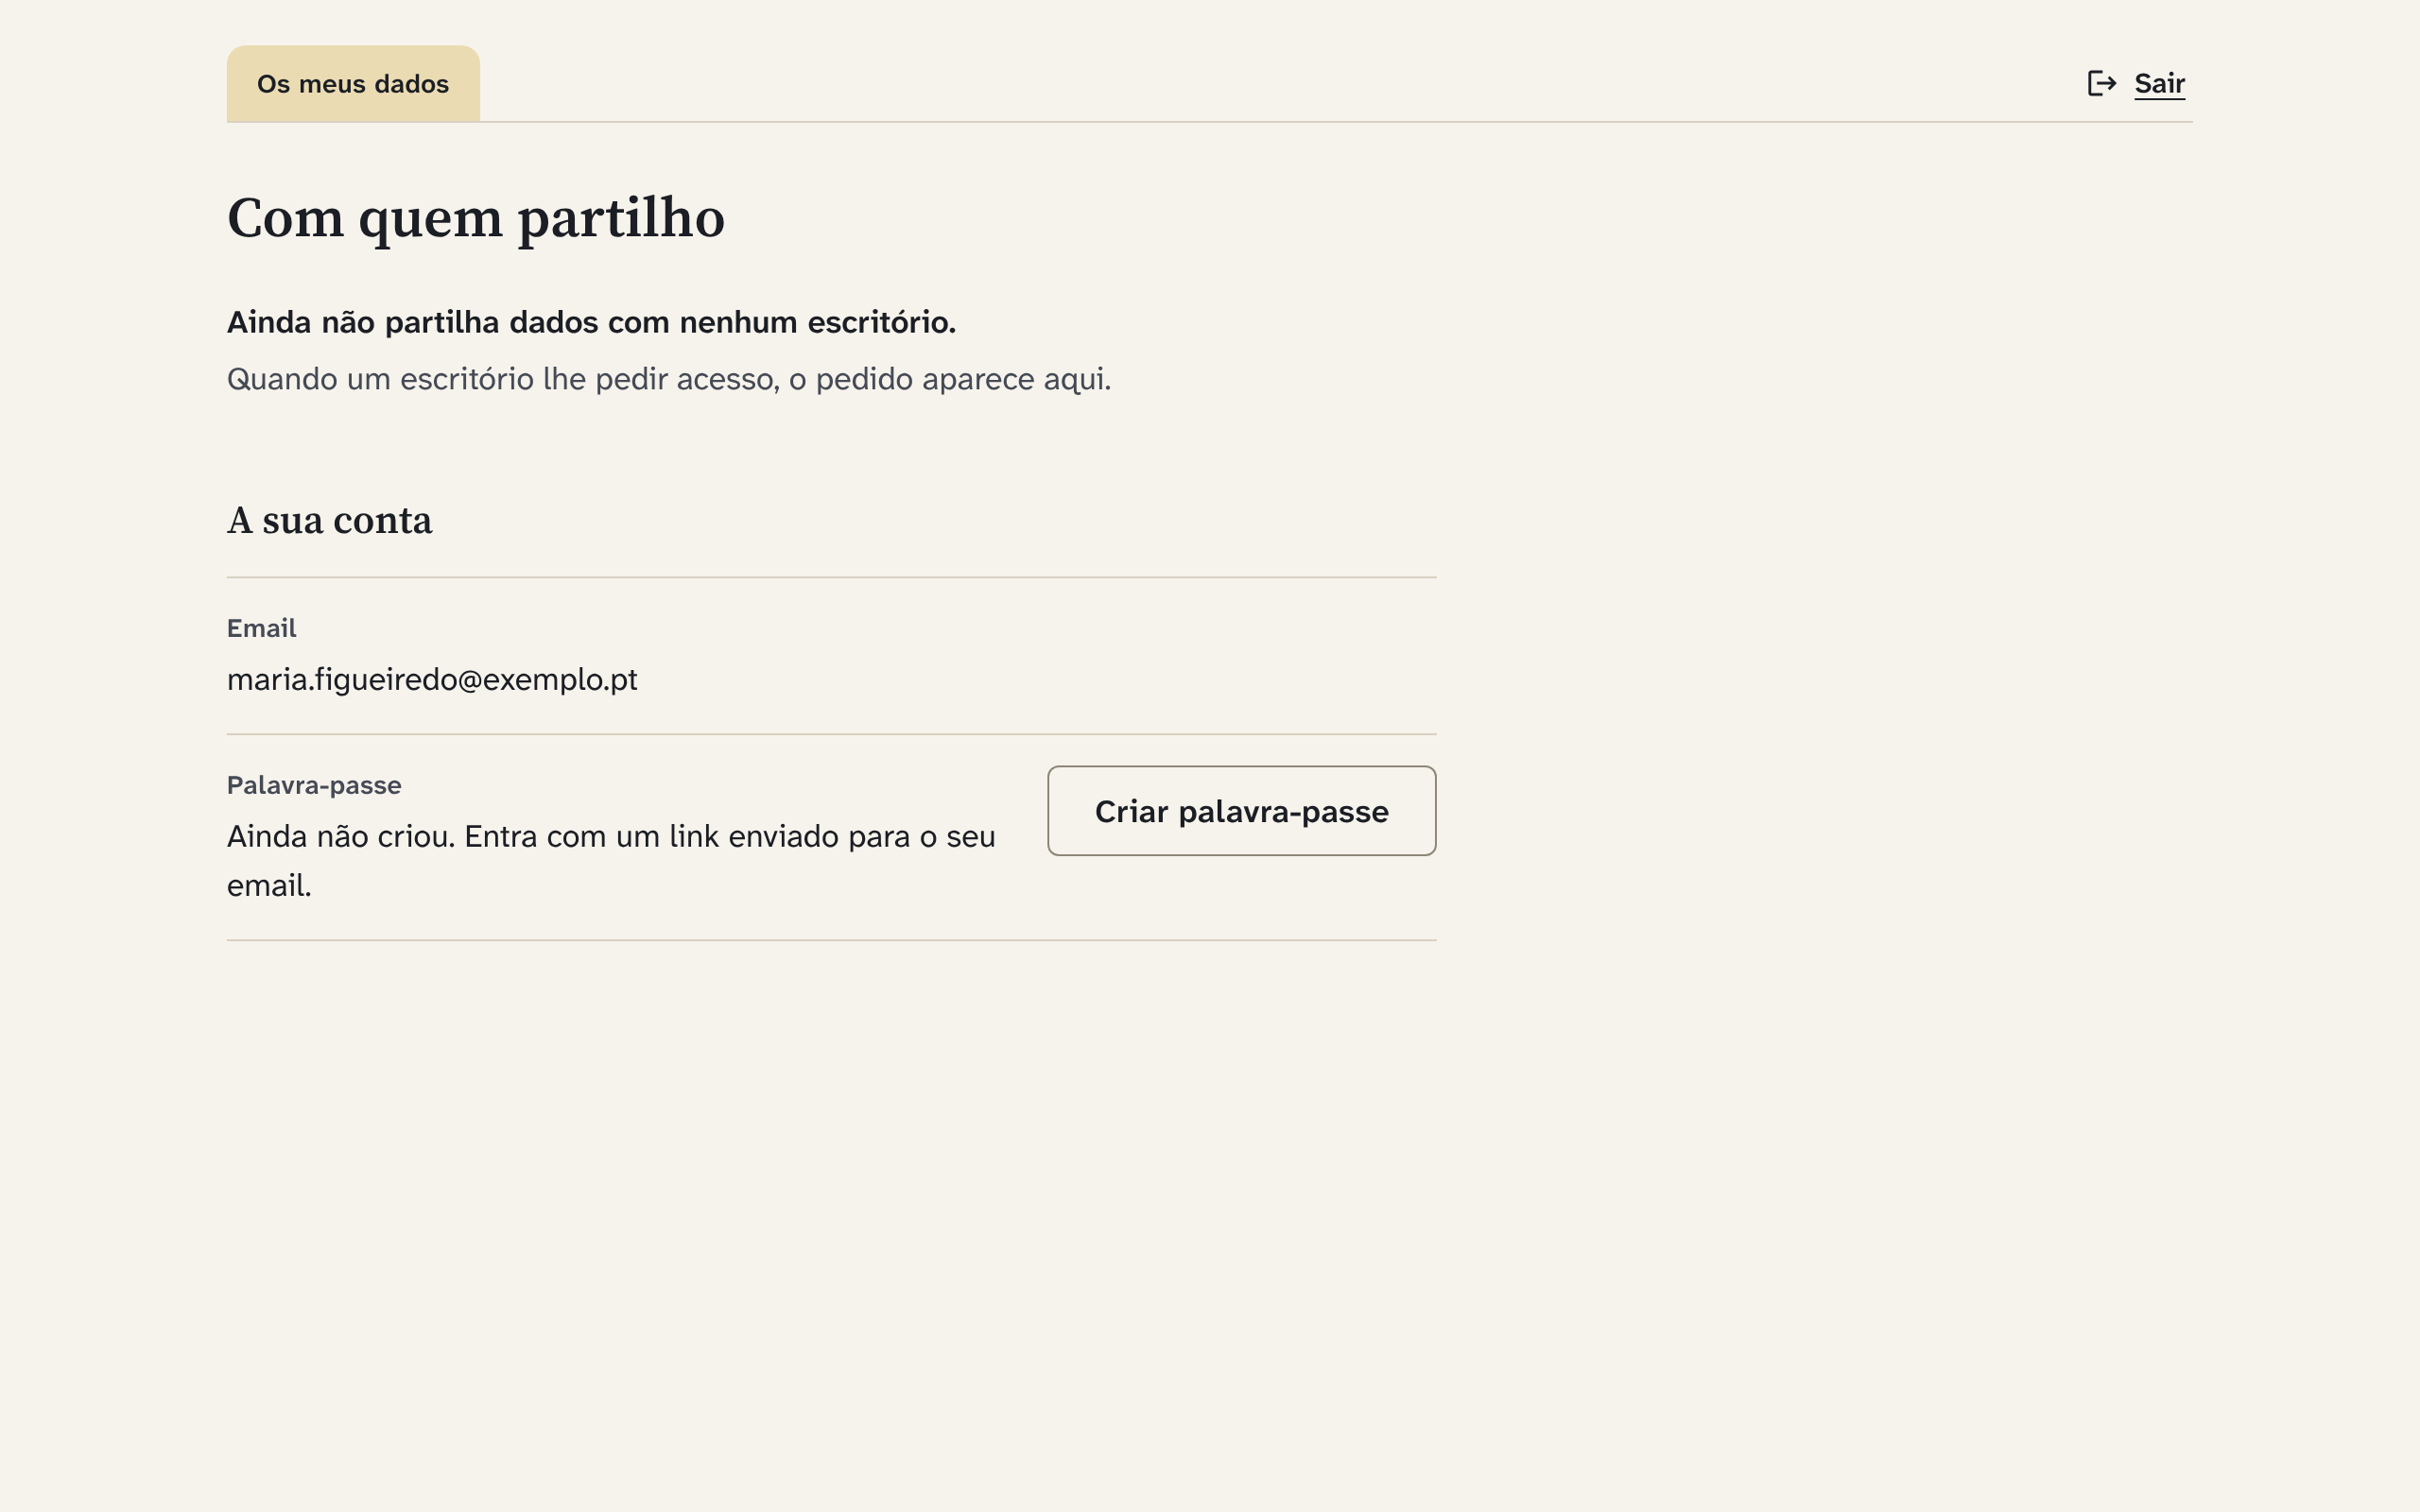 Os meus dados
Sair
Com quem partilho
Ainda não partilha dados com nenhum escritório.
Quando um escritório lhe pedir acesso, o pedido aparece aqui.
A sua conta
Email
maria.figueiredo@exemplo.pt
Palavra-passe
Ainda não criou. Entra com um link enviado para o seu
email.
Criar palavra-passe